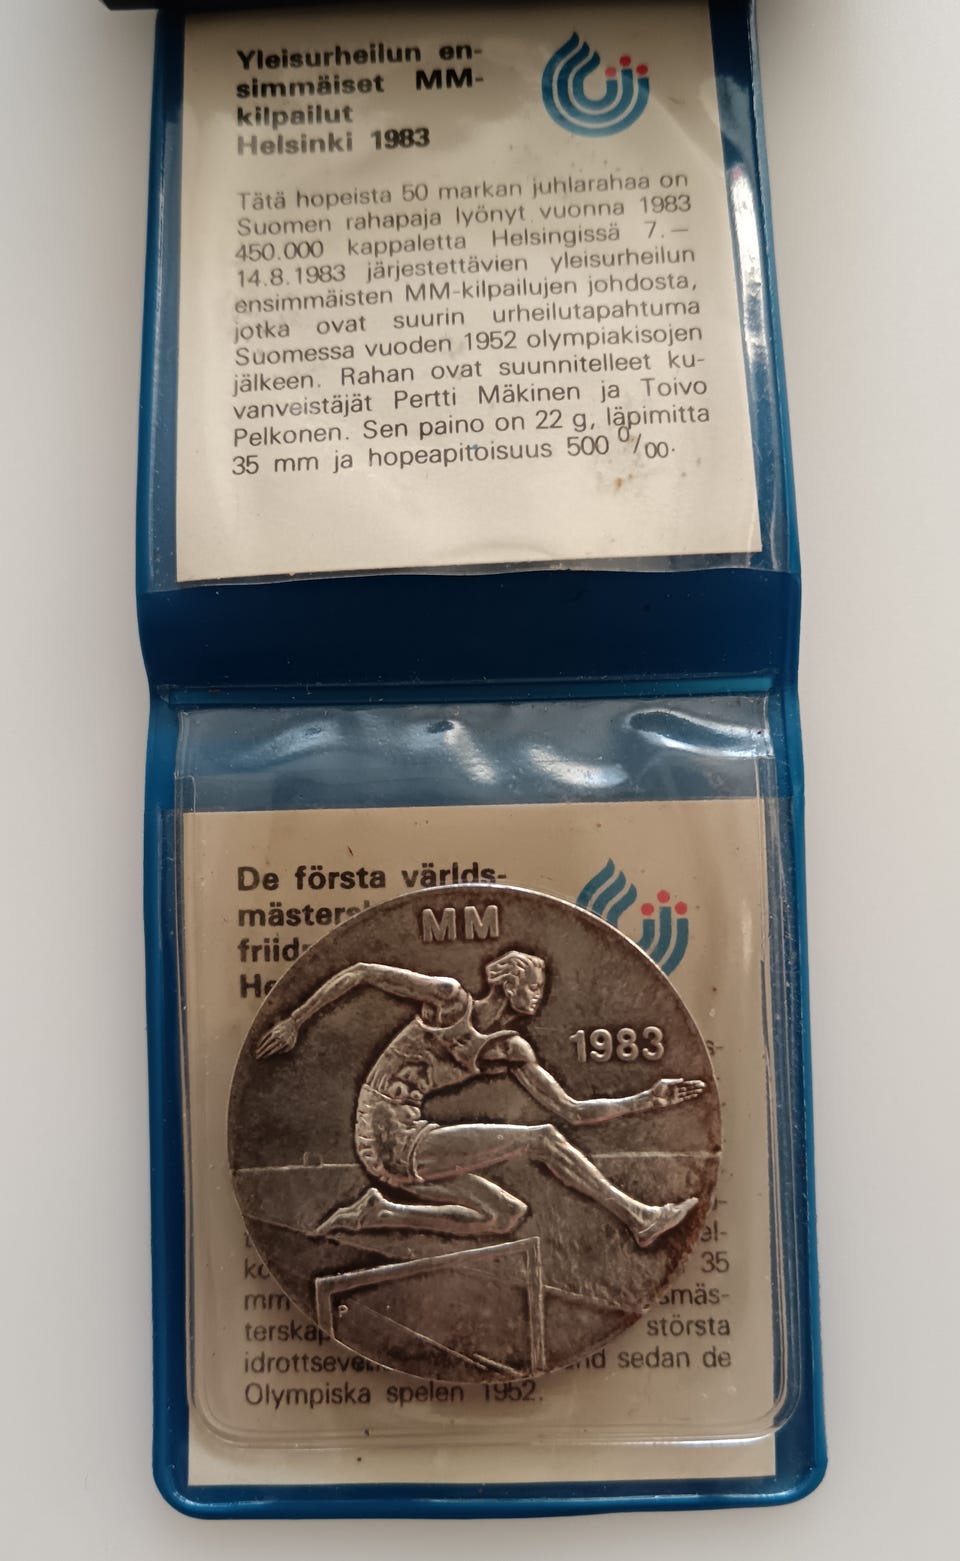 Yleisurheilun en-
simmäiset MM-
kilpailut
Helsinki 1983
Tätä hopeista 50 markan juhlarahaa on
Suomen rahapaja lyönyt vuonna 1983
450.000 kappaletta Helsingissä 7.—
14.8.1983 järjestettävien yleisurheilun
ensimmäisten MM-kilpailujen johdosta,
jotka ovat suurin urheilutapahtuma
Suomessa vuoden 1952 olympiakisojen
jälkeen. Rahan ovat suunnitelleet ku-
vanveistäjät Pertti Mäkinen ja Toivo
Pelkonen. Sen paino on 22 g, läpimitta
35 mm ja hopeapitoisuus 500 0/00.
De första världs-
MM
1983
35
mm
största
sedan de
Olympiska spelen 1952.
P